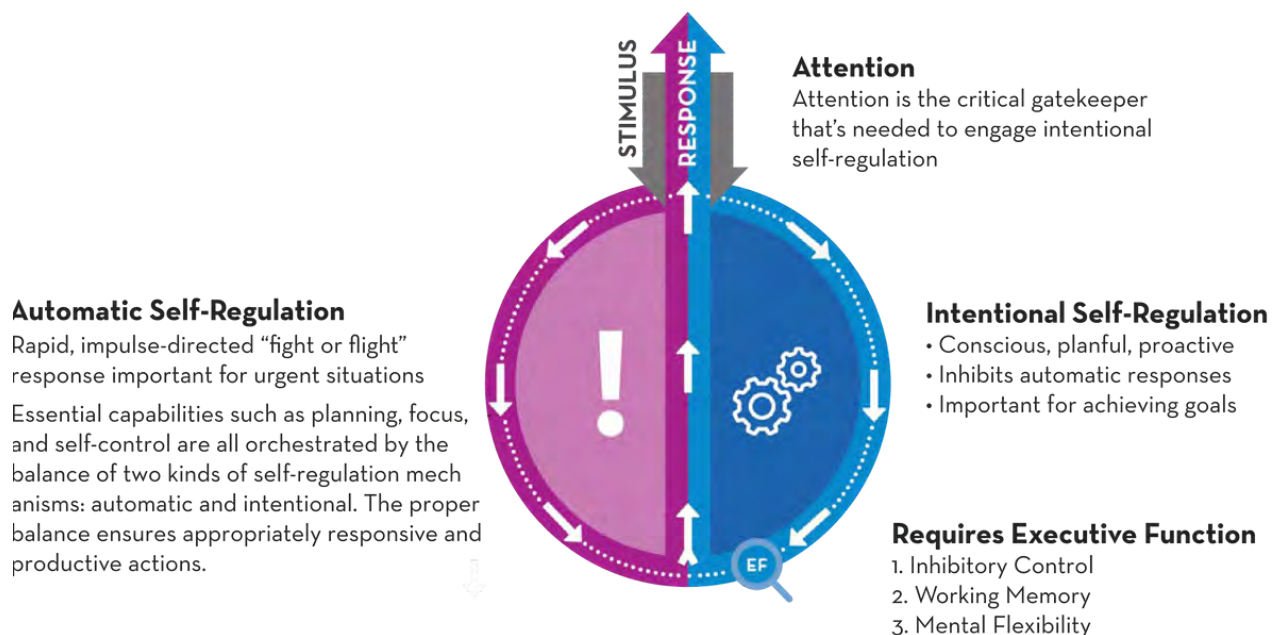 STIMULUS
RESPONSE
Attention
Attention is the critical gatekeeper
that's needed to engage intentional
self-regulation
Automatic Self-Regulation
Rapid, impulse-directed “fight or flight”
response important for urgent situations
Essential capabilities such as planning, focus,
and self-control are all orchestrated by the
balance of two kinds of self-regulation mech
anisms: automatic and intentional. The proper
balance ensures appropriately responsive and
productive actions.
!
Intentional Self-Regulation
• Conscious, planful, proactive
• Inhibits automatic responses
• Important for achieving goals
EF
Requires Executive Function
1. Inhibitory Control
2. Working Memory
3. Mental Flexibility